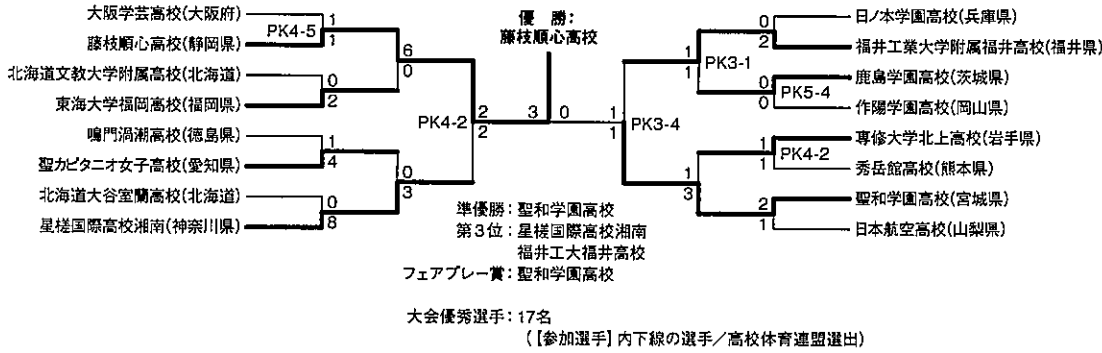 大阪学芸高校(大阪府)
1
PK4-5
藤枝順心高校(静岡県)
1
6
0
北海道文教大学附属高校(北海道)
0
東海大学福岡高校(福岡県)
2
PK4-2
2
2
鳴門渦潮高校(徳島県)
1
聖カピタニオ女子高校(愛知県)
4
0
3
北海道大谷室蘭高校(北海道)
0
星槎国際高校湘南(神奈川県)
8
優 勝:
藤枝順心高校
3
0
日ノ本学園高校(兵庫県)
0
福井工業大学附属福井高校(福井県)
2
1
1
PK3-1
鹿島学園高校(茨城県)
0
PK5-4
0
作陽学園高校(岡山県)
1
1
PK3-4
専修大学北上高校(岩手県)
1
PK4-2
1
秀岳館高校(熊本県)
1
3
聖和学園高校(宮城県)
2
日本航空高校(山梨県)
1
準優勝:聖和学園高校
第3位:星槎国際高校湘南
福井工大福井高校
フェアプレー賞:聖和学園高校
大会優秀選手:17名
(【参加選手】内下線の選手/高校体育連盟選出)